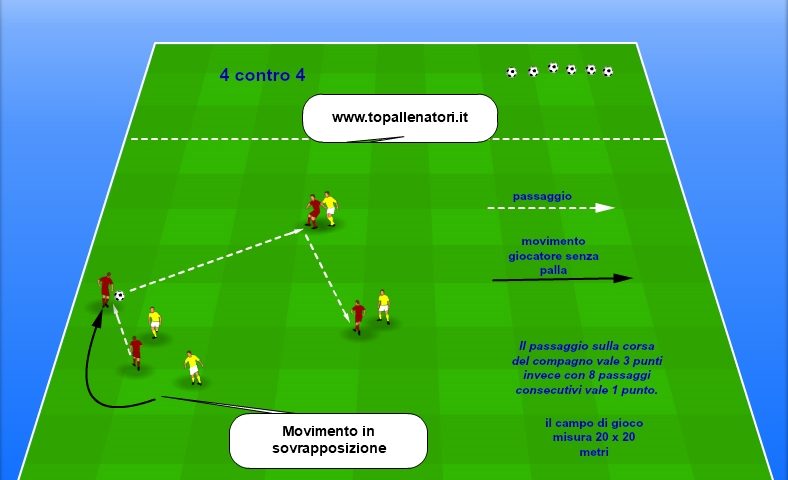 4 contro 4
www.topallenatori.it
passaggio
movimento
giocatore senza
palla
Il passaggio sulla corsa
del compagno vale 3 punti
invece con 8 passaggi
consecutivi vale 1 punto.
il campo di gioco
misura 20 x 20
metri
Movimento in
sovrapposizione